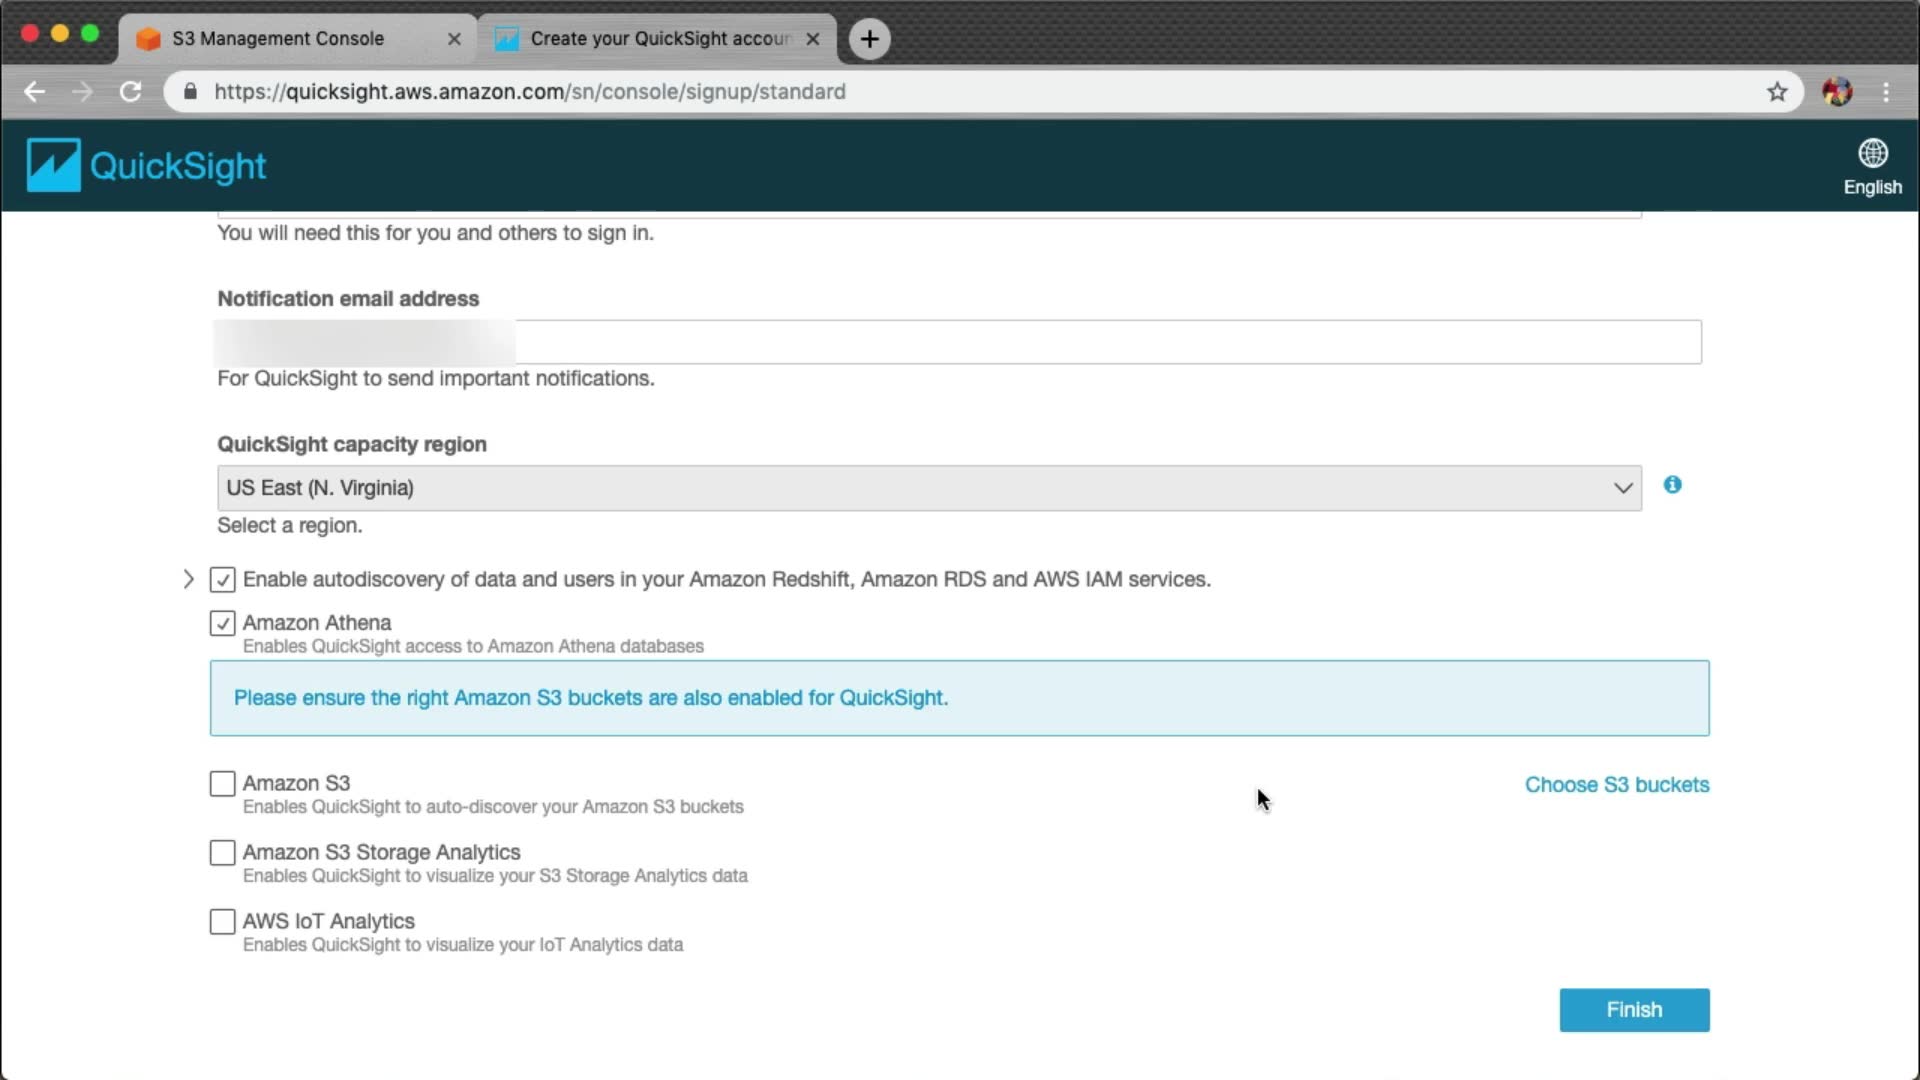 S3 Management Console
Create your QuickSight accoun
https://quicksight.aws.amazon.com/sn/console/signup/standard
QuickSight
English
You will need this for you and others to sign in.
Notification email address
For QuickSight to send important notifications.
QuickSight capacity region
US East (N. Virginia)
Select a region.
Enable autodiscovery of data and users in your Amazon Redshift, Amazon RDS and AWS IAM services.
Amazon Athena
Enables QuickSight access to Amazon Athena databases
Please ensure the right Amazon S3 buckets are also enabled for QuickSight.
Amazon S3
Choose S3 buckets
Enables QuickSight to auto-discover your Amazon S3 buckets
Amazon S3 Storage Analytics
Enables QuickSight to visualize your S3 Storage Analytics data
AWS IoT Analytics
Enables QuickSight to visualize your IoT Analytics data
Finish